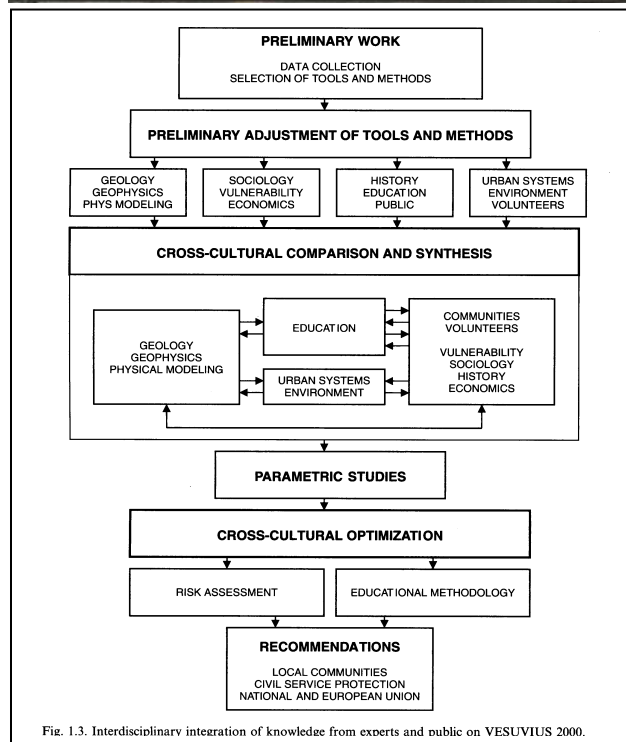 PRELIMINARY WORK
DATA COLLECTION
SELECTION OF TOOLS AND METHODS
PRELIMINARY ADJUSTMENT OF TOOLS AND METHODS
GEOLOGY
GEOPHYSICS
PHYS MODELING
SOCIOLOGY
VULNERABILITY
ECONOMICS
HISTORY
EDUCATION
PUBLIC
URBAN SYSTEMS
ENVIRONMENT
VOLUNTEERS
CROSS-CULTURAL COMPARISON AND SYNTHESIS
GEOLOGY
GEOPHYSICS
PHYSICAL MODELING
EDUCATION
URBAN SYSTEMS
ENVIRONMENT
COMMUNITIES
VOLUNTEERS
VULNERABILITY
SOCIOLOGY
HISTORY
ECONOMICS
PARAMETRIC STUDIES
CROSS-CULTURAL OPTIMIZATION
RISK ASSESSMENT
EDUCATIONAL METHODOLOGY
RECOMMENDATIONS
LOCAL COMMUNITIES
CIVIL SERVICE PROTECTION
NATIONAL AND EUROPEAN UNION
Fig. 1.3. Interdisciplinary integration of knowledge from experts and public on VESUVIUS 2000.